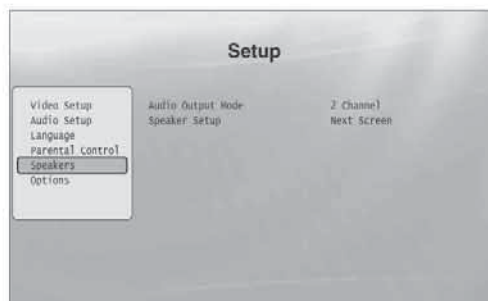 Setup
Video Setup
Audio Setup
Language
Parental Control
Speakers
Options
Audio Output Mode 2 Channel
Speaker Setup Next Screen